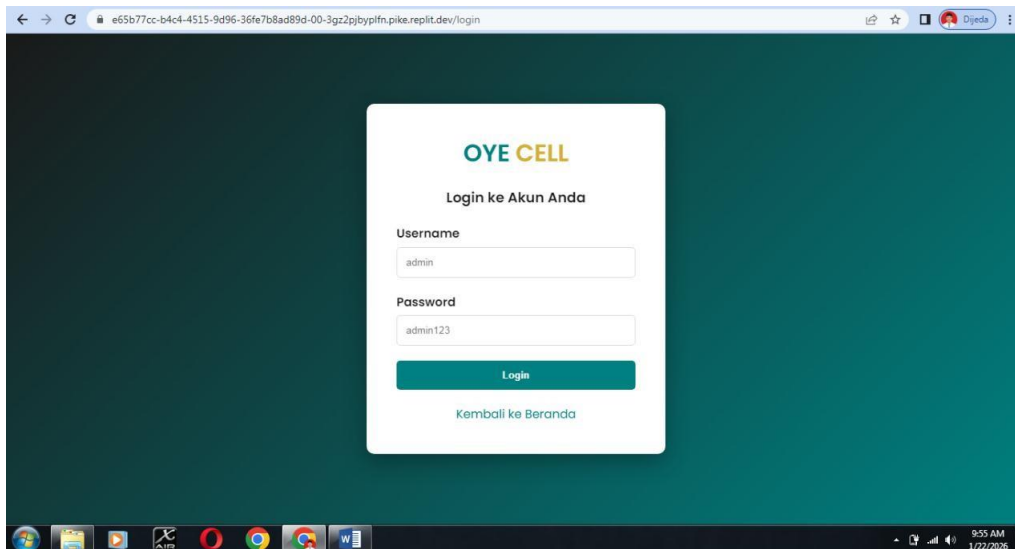 e65b77cc-b4c4-4515-9d96-36fe7b8ad89d-00-3gz2pjbyplfn.pike.replit.dev/login
Dijeda
OYE CELL
Login ke Akun Anda
Username
admin
Password
admin123
Login
Kembali ke Beranda
X AIR
W
9:55 AM
1/22/2026